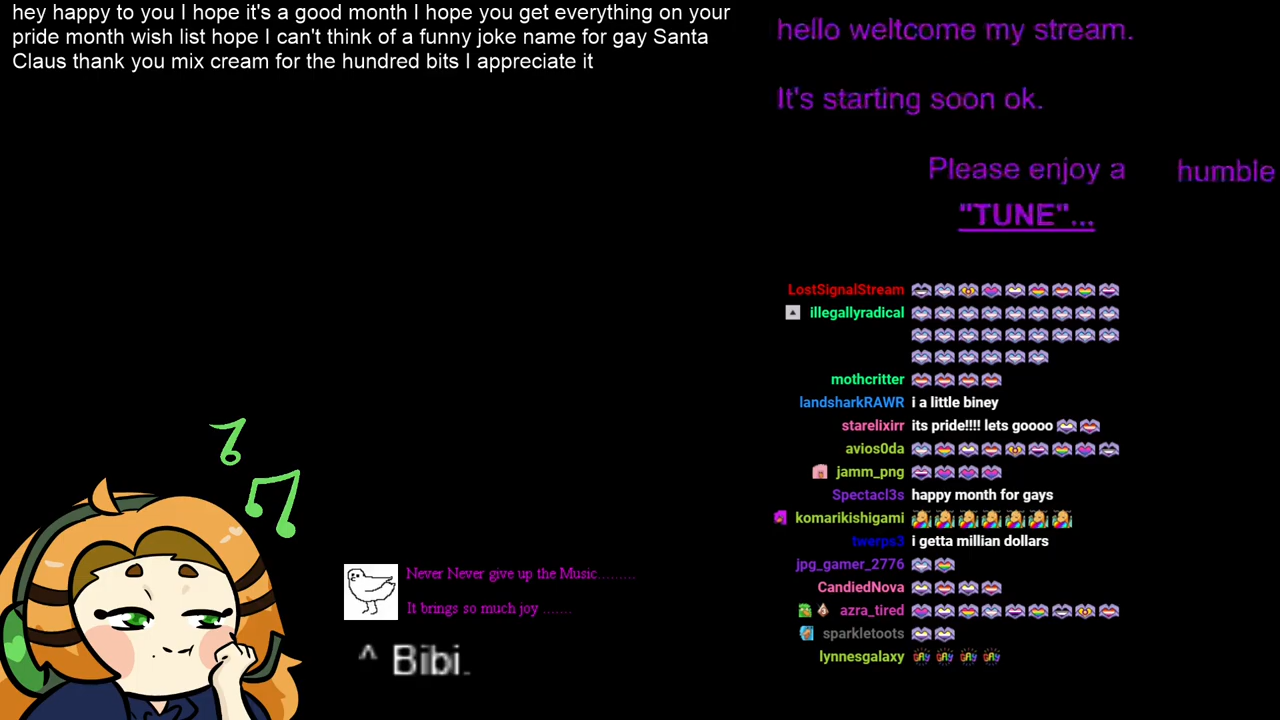 hey happy to you I hope it's a good month I hope you get everything on your
pride month wish list hope I can't think of a funny joke name for gay Santa
Claus thank you mix cream for the hundred bits I appreciate it
hello weltcome my stream.
It's starting soon ok.
Please enjoy a humble
"TUNE"...
LostSignalStream
illegallyradical
mothcritter
landsharkRAWR i a little biney
starelixirr its pride!!!! lets goooo
avios0da
jamm_png
Spectacl3s happy month for gays
komarikishigami
twerps3 i getta millian dollars
jpg_gamer_2776
CandiedNova
azra_tired
sparkletoots
lynnesgalaxy GAY GAY GAY GAY
Never Never give up the Music.........
It brings so much joy .......
^ Bibi.